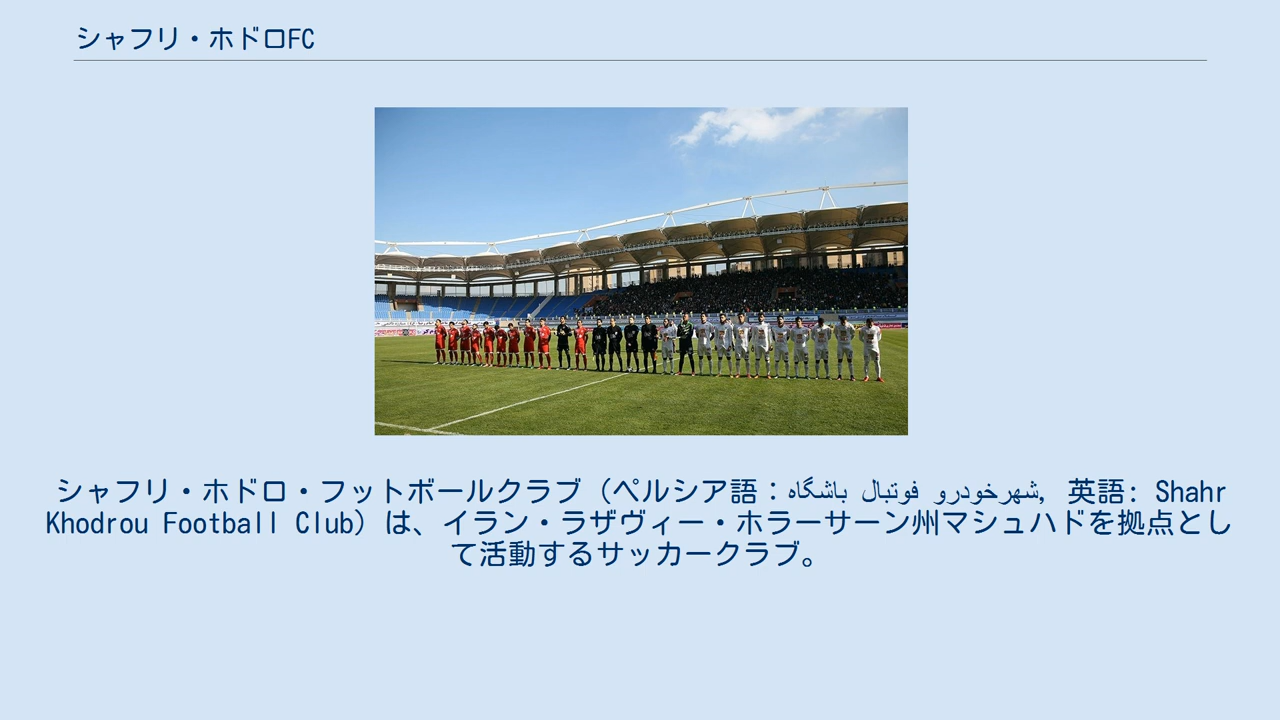 シャフリ・ホドロFC
シャフリ・ホドロ・フットボールクラブ（ペルシア語：باشگاه فوتبال شهرخودرو, 英語: Shahr
Khodrou Football Club）は、イラン・ラザヴィー・ホラーサーン州マシュハドを拠点とし
て活動するサッカークラブ。